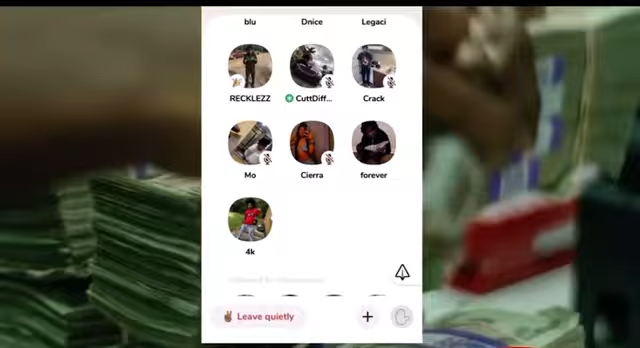 blu Dnice Legaci
RECKLEZZ CuttDiff... Crack
Mo Cierra forever
4k
Leave quietly